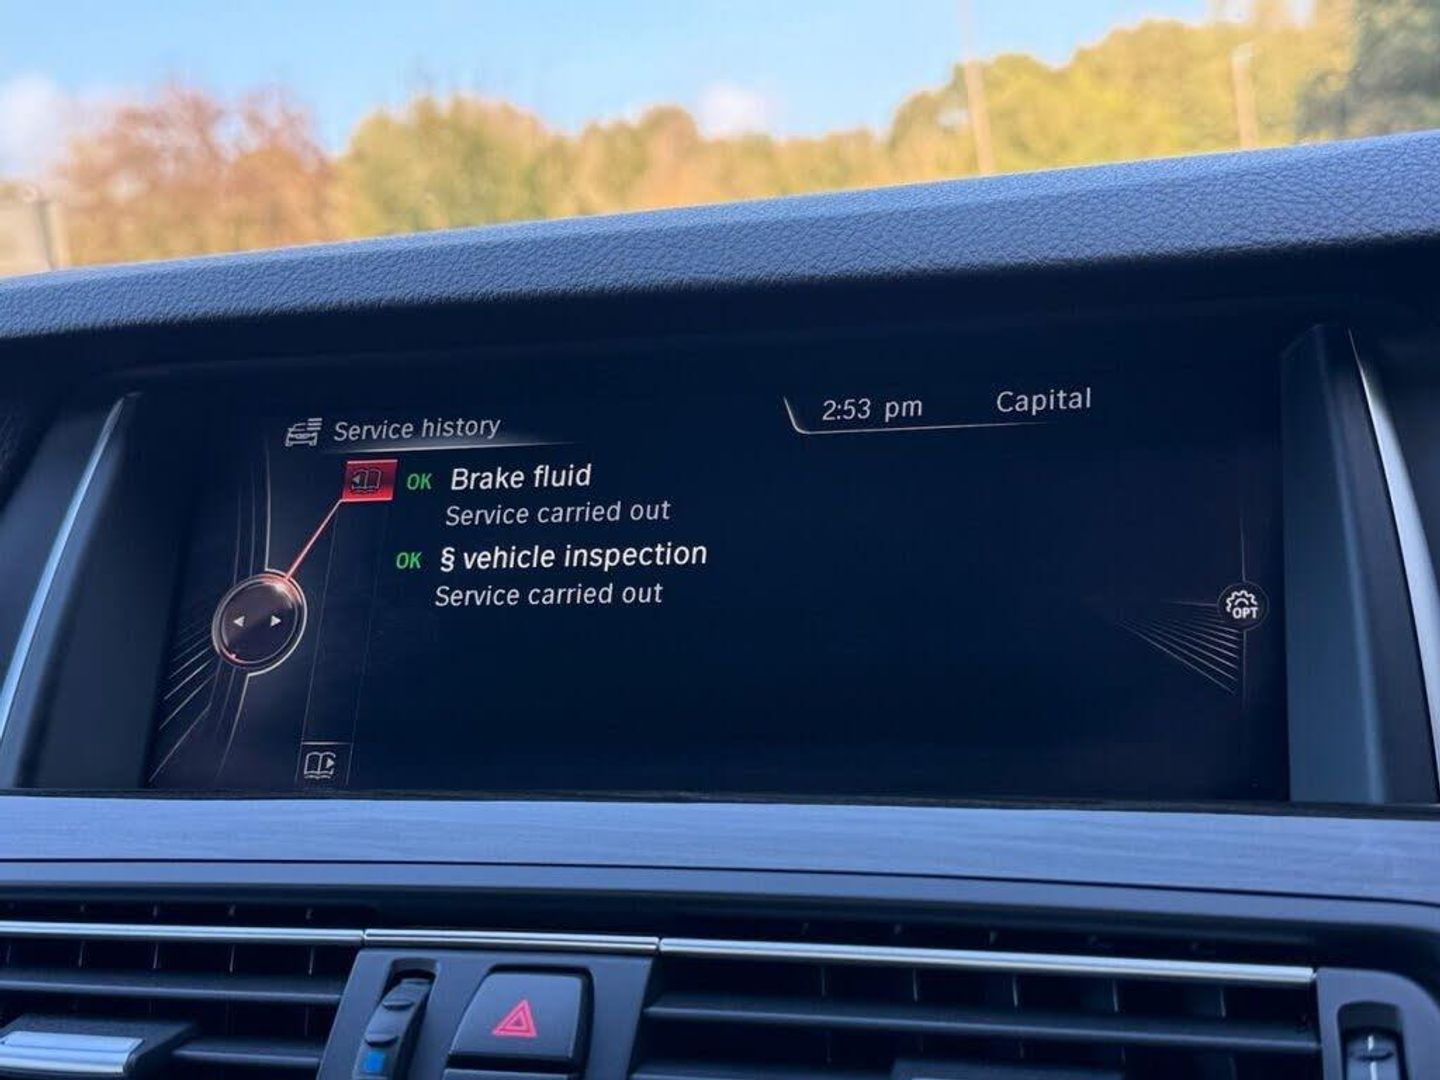 Service history
2:53 pm Capital
OK Brake fluid
Service carried out
OK § vehicle inspection
Service carried out
OPT